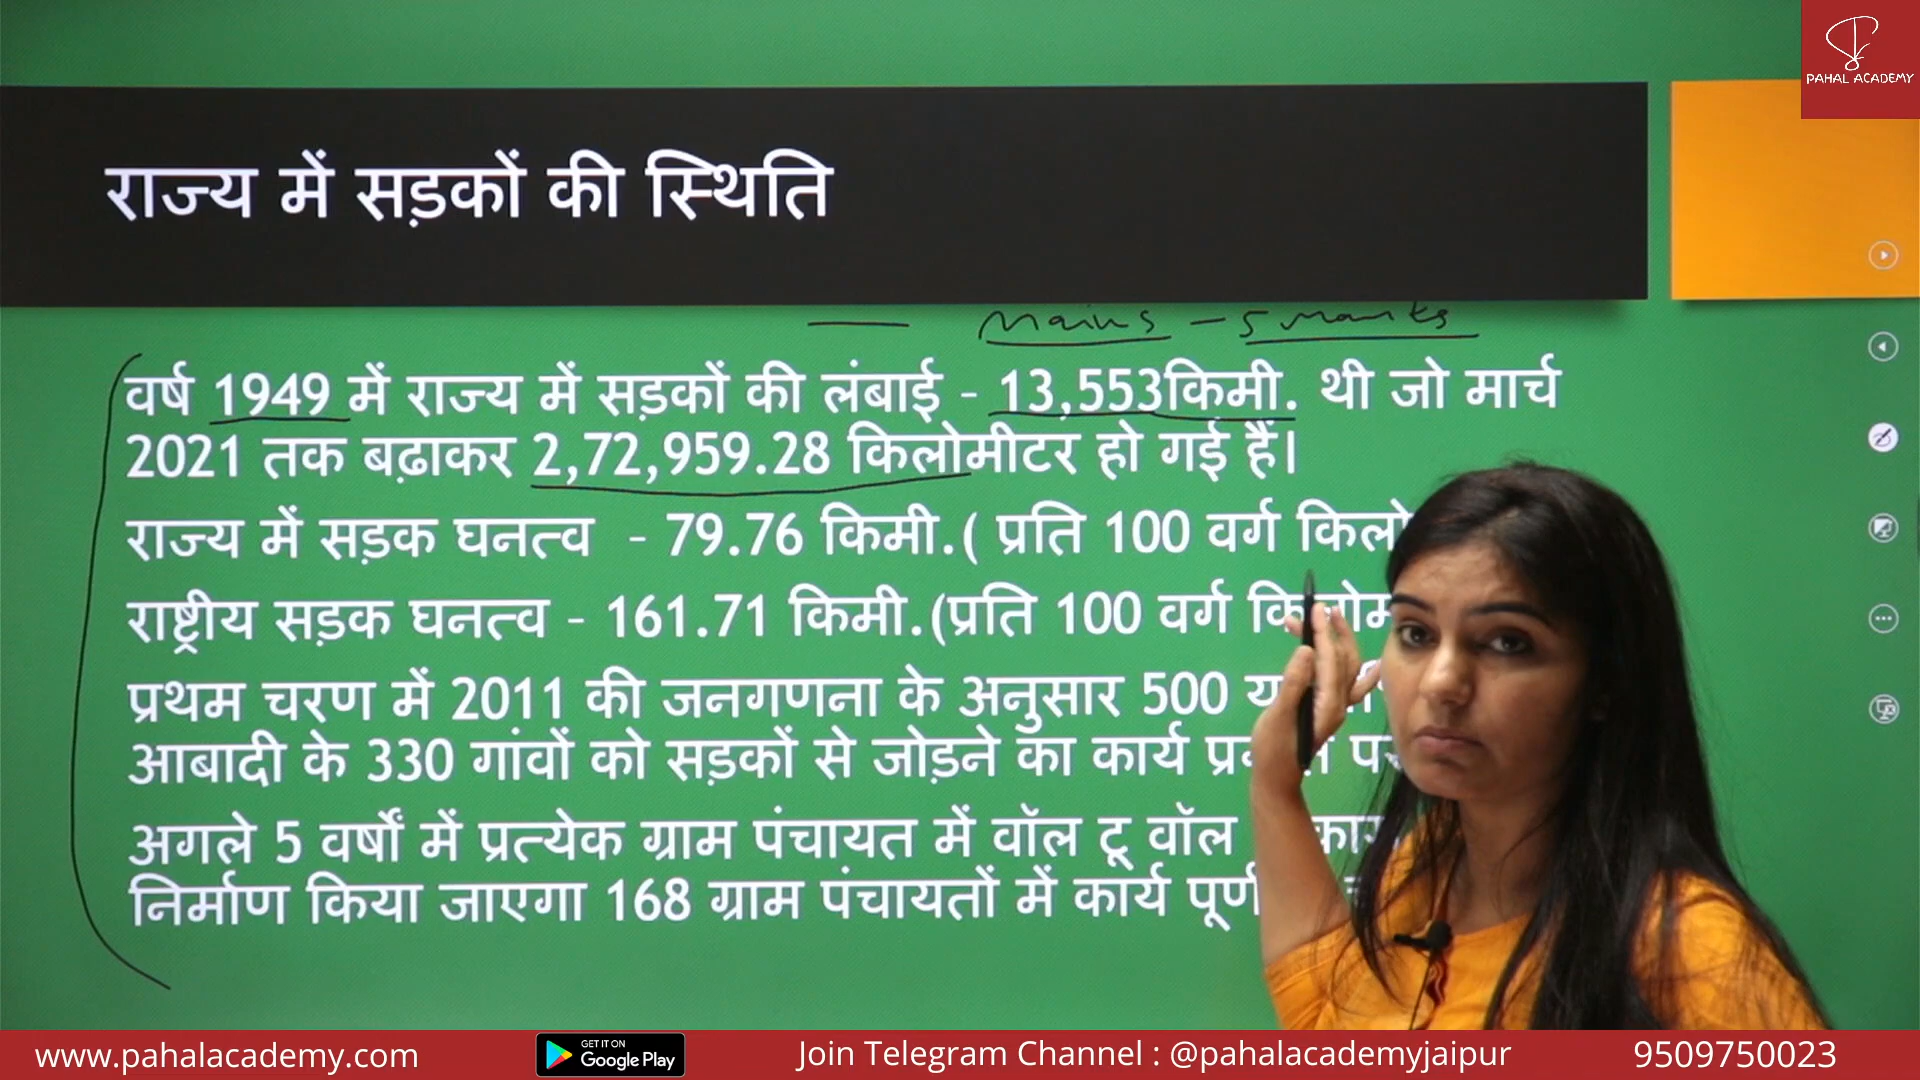 PAHAL ACADEMY
राज्य में सड़कों की स्थिति
Mains - 5 marks
वर्ष 1949 में राज्य में सड़कों की लंबाई - 13,553किमी. थी जो मार्च
2021 तक बढ़ाकर 2,72,959.28 किलोमीटर हो गई हैं।
राज्य में सड़क घनत्व - 79.76 किमी.( प्रति 100 वर्ग
राष्ट्रीय सड़क घनत्व - 161.71 किमी.(प्रति 100 वर्ग
प्रथम चरण में 2011 की जनगणना के अनुसार 500
आबादी के 330 गांवों को सड़कों से जोड़ने का कार्य
अगले 5 वर्षों में प्रत्येक ग्राम पंचायत में वॉल टू वॉल
निर्माण किया जाएगा 168 ग्राम पंचायतों में कार्य पूर्ण
www.pahalacademy.com
GET IT ON
Google Play
Join Telegram Channel : @pahalacademyjaipur
9509750023